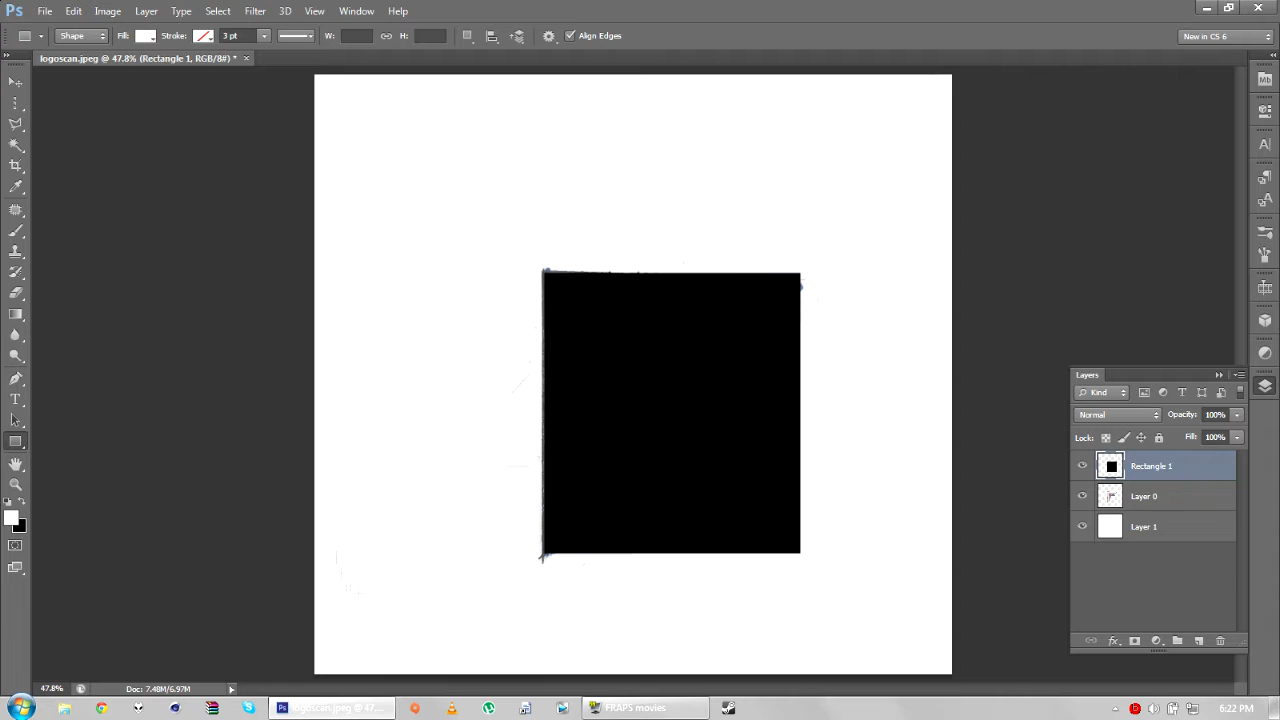 Ps File Edit Image Layer Type Select Filter 3D View Window Help
Shape Fill: Stroke: 3 pt W: H: Align Edges New in CS 6
logoscan.jpeg @ 47.8% (Rectangle 1, RGB/8#) *
Mb
Layers
Kind
Normal Opacity: 100%
Lock: Fill: 100%
Rectangle 1
Layer 0
Layer 1
fx
47.8% Doc: 7.48M/6.97M
Ps logoscan.jpeg @ 47... FRAPS movies 6:22 PM